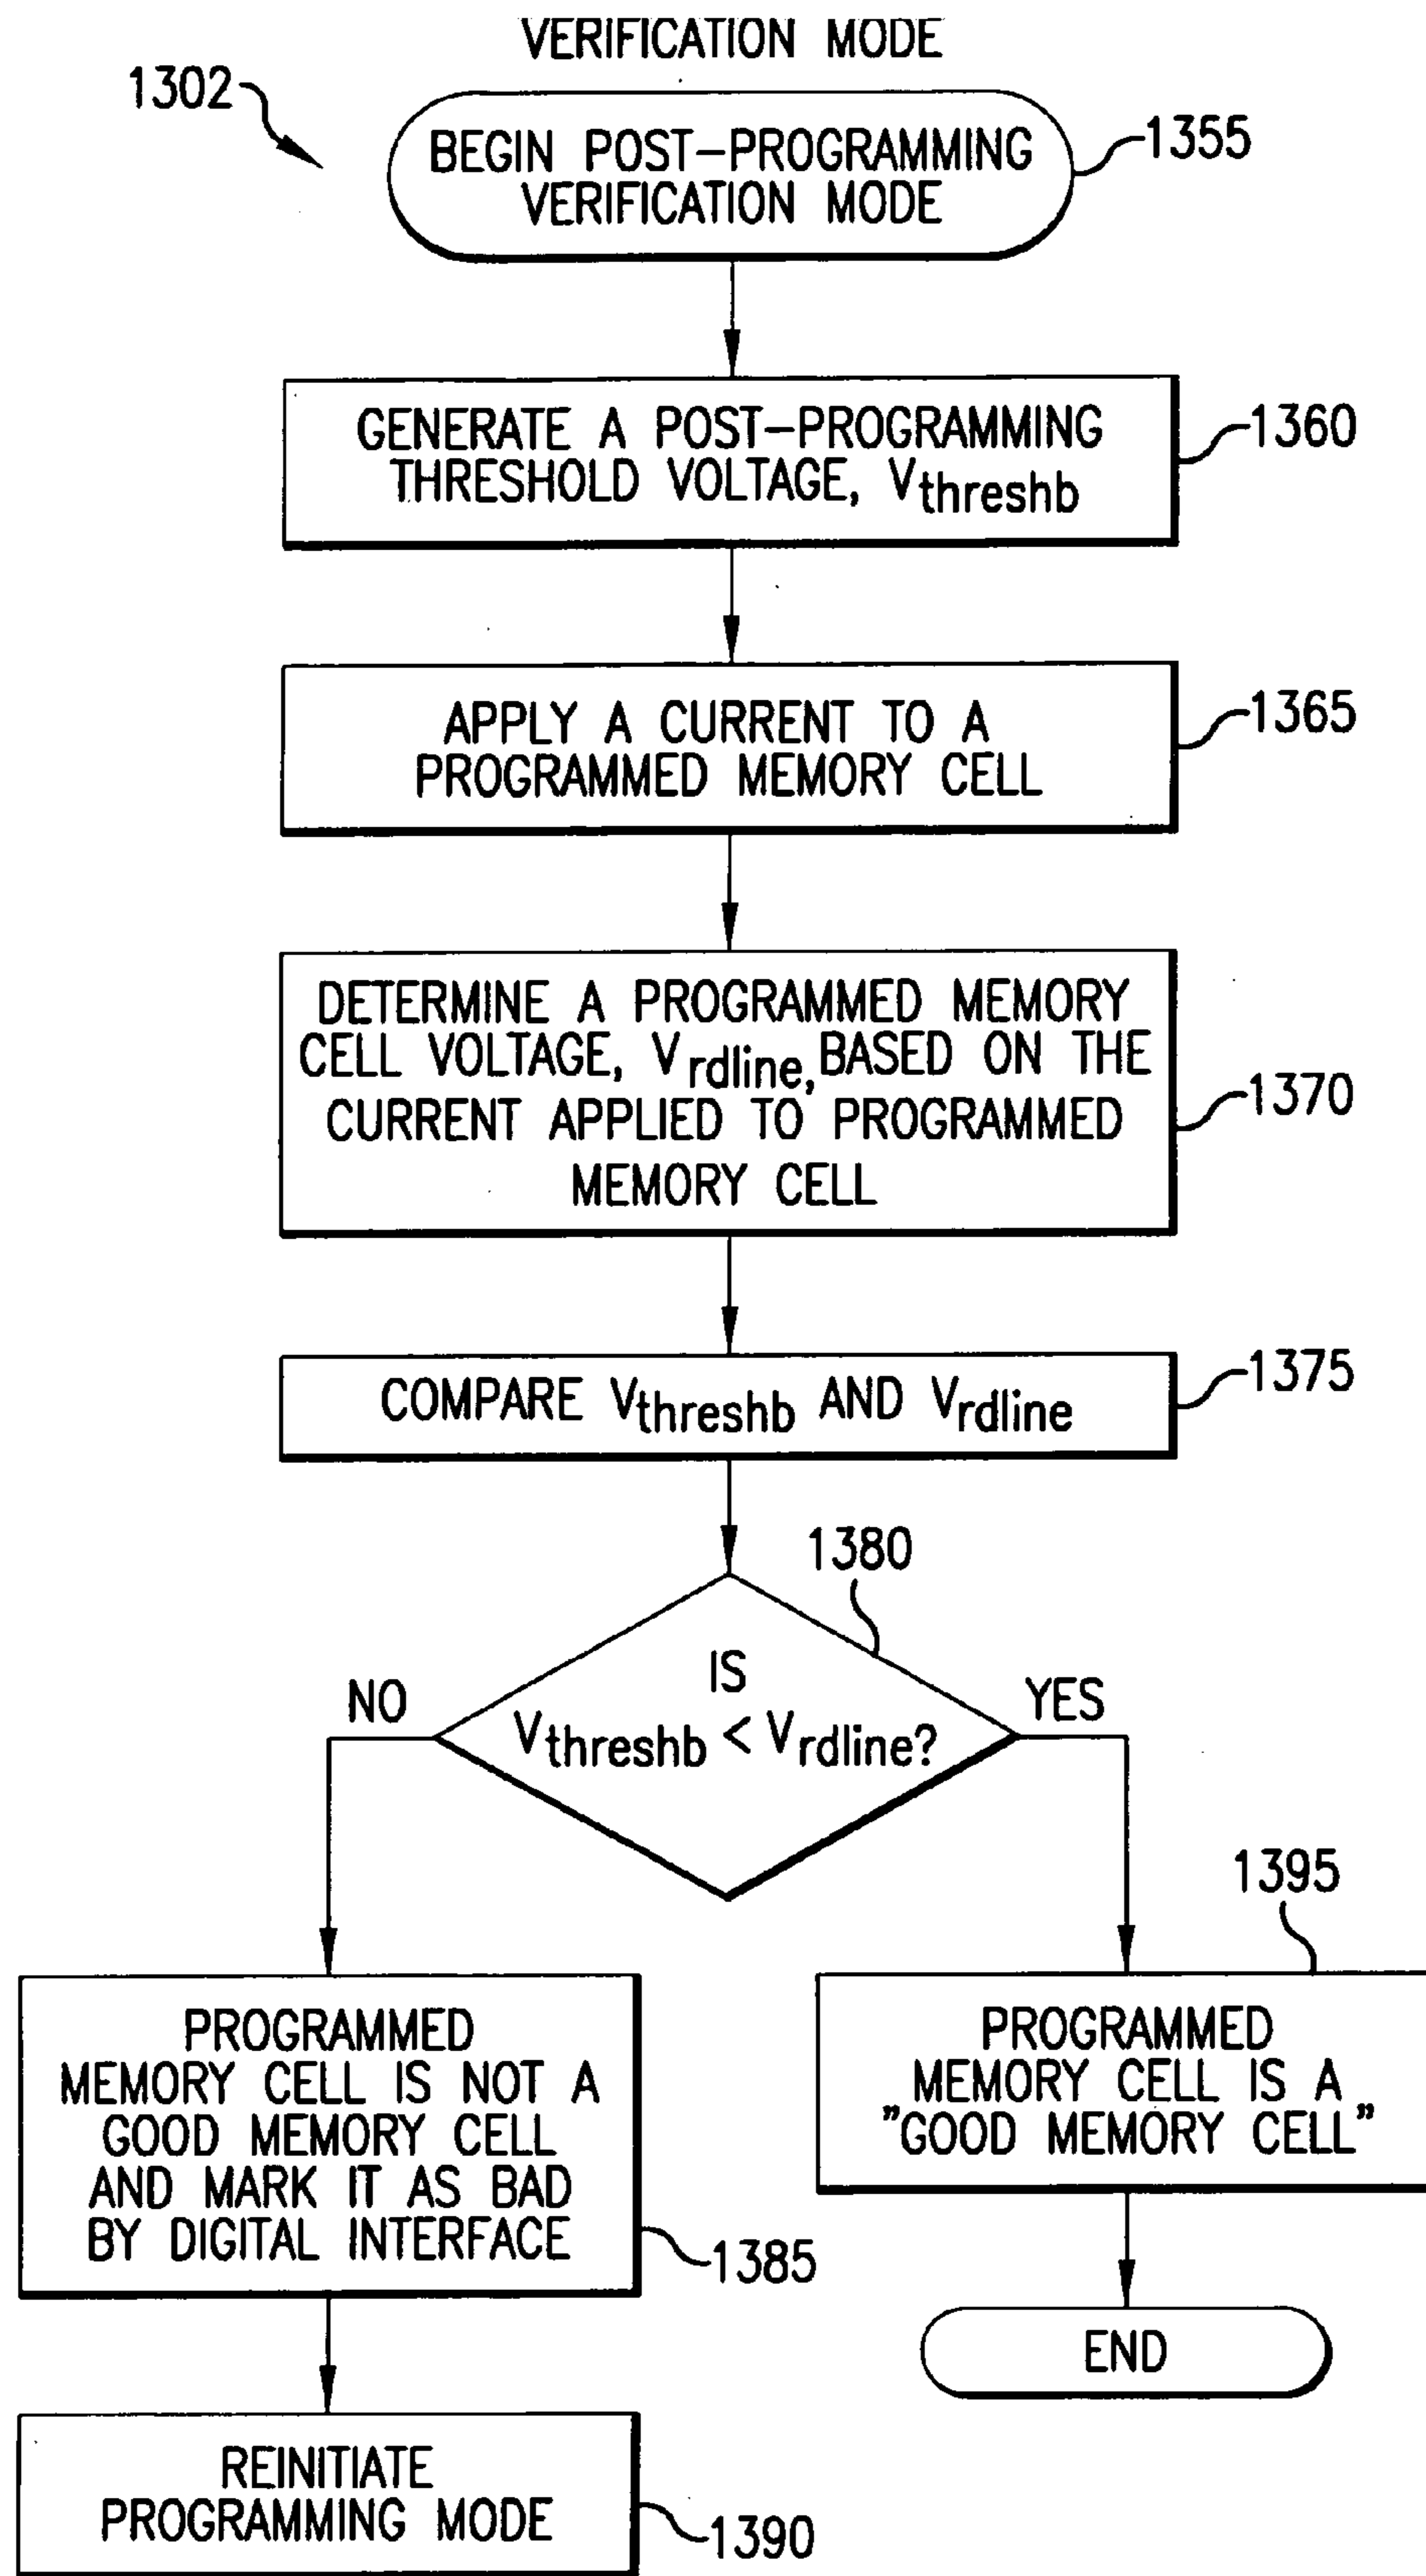 VERIFICATION MODE
1302
BEGIN POST-PROGRAMMING
VERIFICATION MODE
1355
GENERATE A POST-PROGRAMMING
THRESHOLD VOLTAGE, Vthreshb
1360
APPLY A CURRENT TO A
PROGRAMMED MEMORY CELL
1365
DETERMINE A PROGRAMMED MEMORY
CELL VOLTAGE, Vrdline, BASED ON THE
CURRENT APPLIED TO PROGRAMMED
MEMORY CELL
1370
COMPARE Vthreshb AND Vrdline
1375
1380
IS
Vthreshb < Vrdline?
NO
YES
1395
PROGRAMMED
MEMORY CELL IS NOT A
GOOD MEMORY CELL
AND MARK IT AS BAD
BY DIGITAL INTERFACE
1385
PROGRAMMED
MEMORY CELL IS A
"GOOD MEMORY CELL"
END
REINITIATE
PROGRAMMING MODE
1390